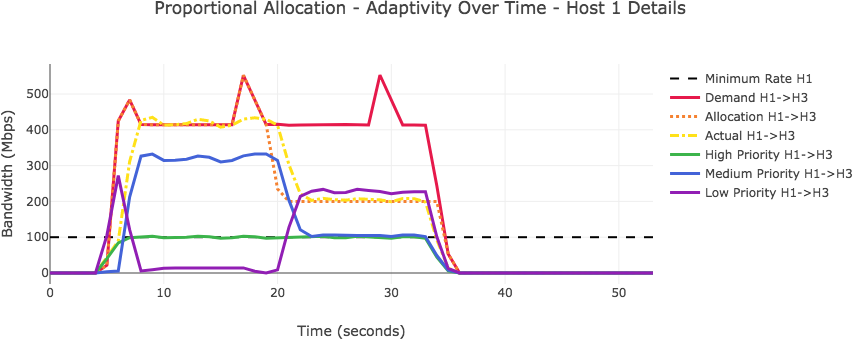 Proportional Allocation - Adaptivity Over Time - Host 1 Details
Bandwidth (Mbps)
500
400
300
200
100
0
0
10
20
30
40
50
Time (seconds)
Minimum Rate H1
Demand H1->H3
Allocation H1->H3
Actual H1->H3
High Priority H1->H3
Medium Priority H1->H3
Low Priority H1->H3